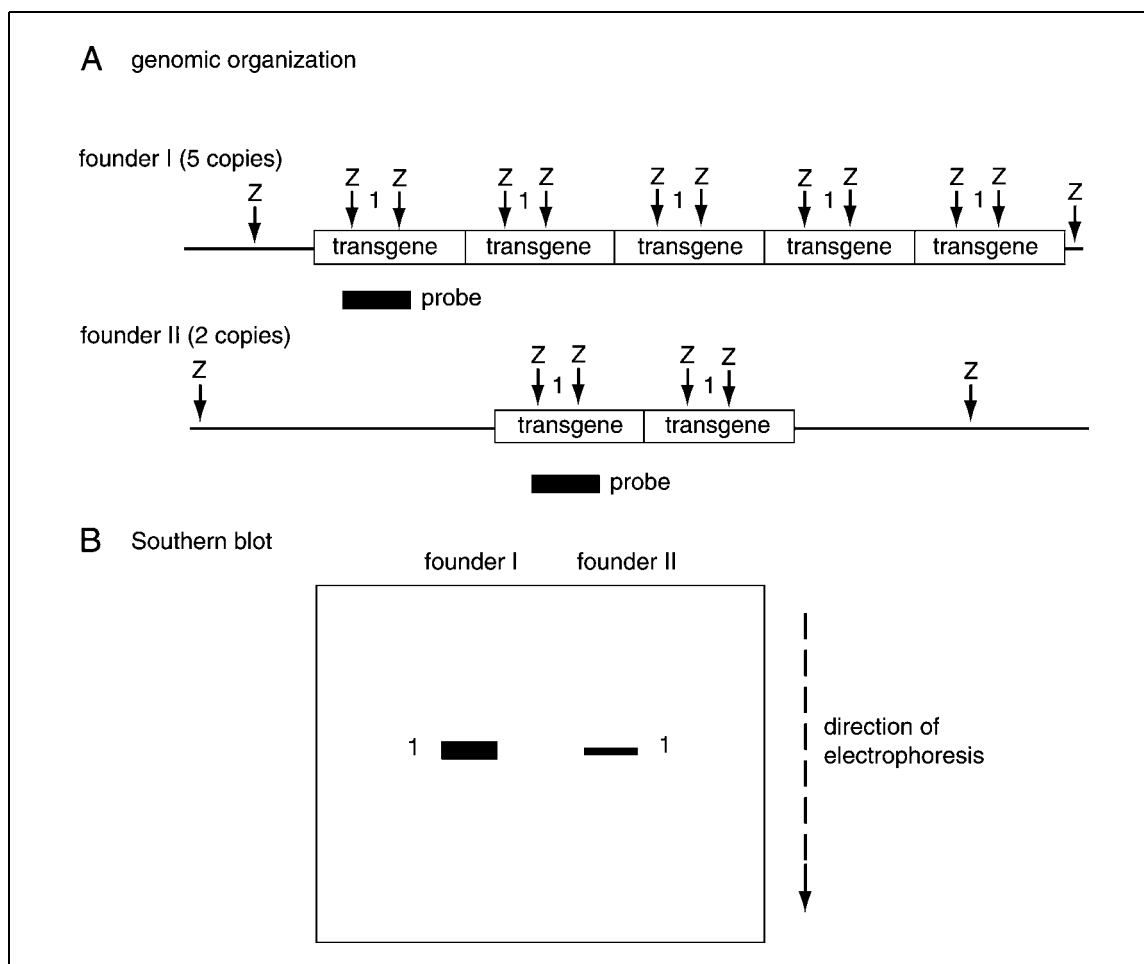 A genomic organization
founder I (5 copies)
Z Z Z Z Z Z Z Z Z Z Z Z
1 1 1 1 1
transgene transgene transgene transgene transgene
probe
founder II (2 copies)
Z Z Z Z Z Z
1 1
transgene transgene
probe
B Southern blot
founder I founder II
1 1
direction of
electrophoresis